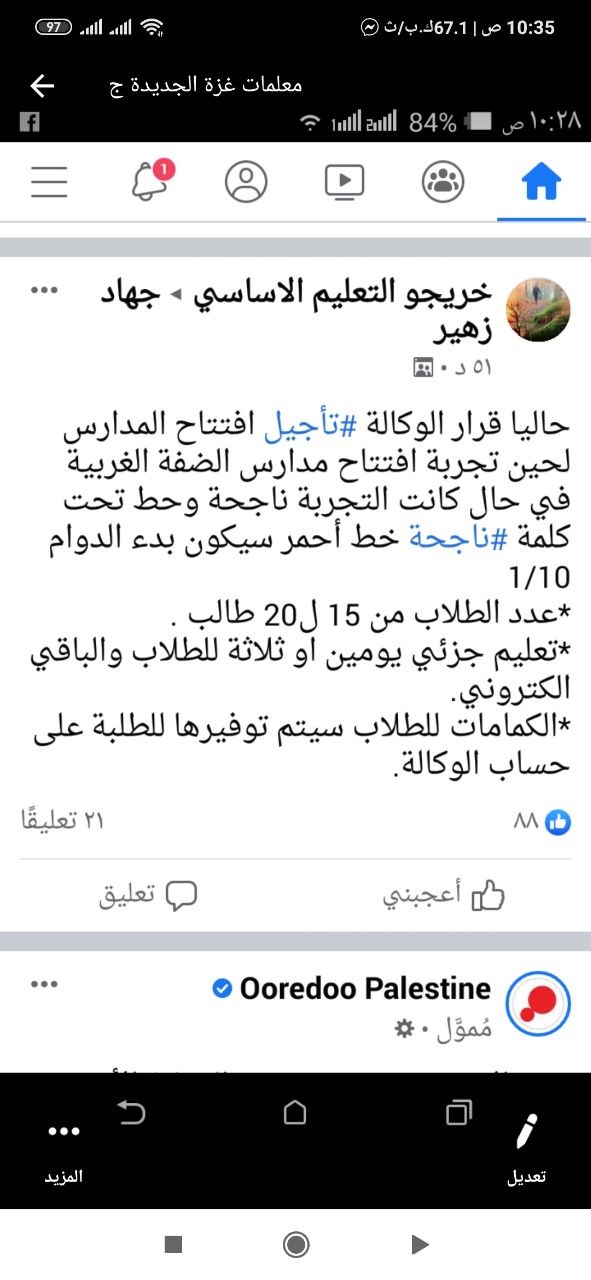 10:35 ص | 67.1ك.ب/ث
97
معلمات غزة الجديدة ج
١٠:٢٨ ص
84%
1
2
1
خريجو التعليم الاساسي ◂ جهاد
زهير
٥١ د •
حاليا قرار الوكالة #تأجيل افتتاح المدارس
لحين تجربة افتتاح مدارس الضفة الغربية
في حال كانت التجربة ناجحة وحط تحت
كلمة #ناجحة خط أحمر سيكون بدء الدوام
1/10
*عدد الطلاب من 15 ل20 طالب .
*تعليم جزئي يومين او ثلاثة للطلاب والباقي
الكتروني.
*الكمامات للطلاب سيتم توفيرها للطلبة على
حساب الوكالة.
٨٨
٢١ تعليقًا
أعجبني
تعليق
Ooredoo Palestine
مُموَّل •
تعديل
المزيد